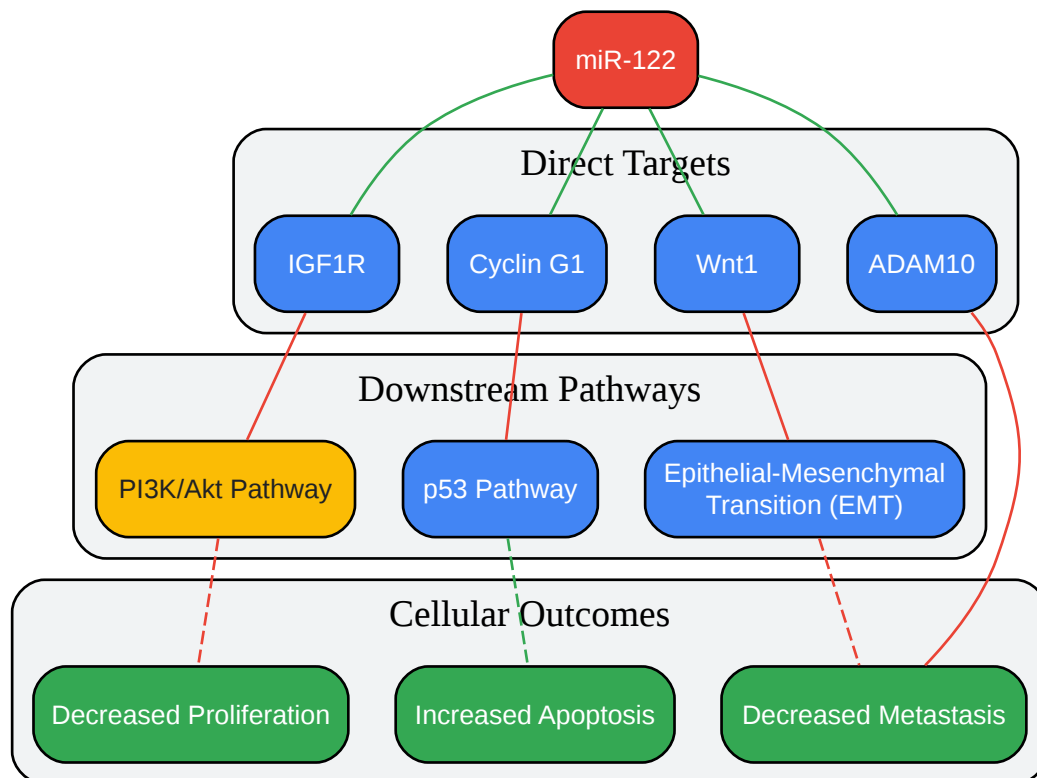 miR-122
Direct Targets
IGF1R
Cyclin G1
Wnt1
ADAM10
Downstream Pathways
PI3K/Akt Pathway
p53 Pathway
Epithelial-Mesenchymal
Transition (EMT)
Cellular Outcomes
Decreased Proliferation
Increased Apoptosis
Decreased Metastasis